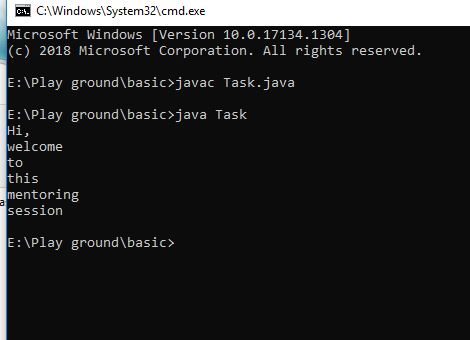 C:\Windows\System32\cmd.exe
Microsoft Windows [Version 10.0.17134.1304]
(c) 2018 Microsoft Corporation. All rights reserved.
E:\Play ground\basic>javac Task.java
E:\Play ground\basic>java Task
Hi,
welcome
to
this
mentoring
session
E:\Play ground\basic>